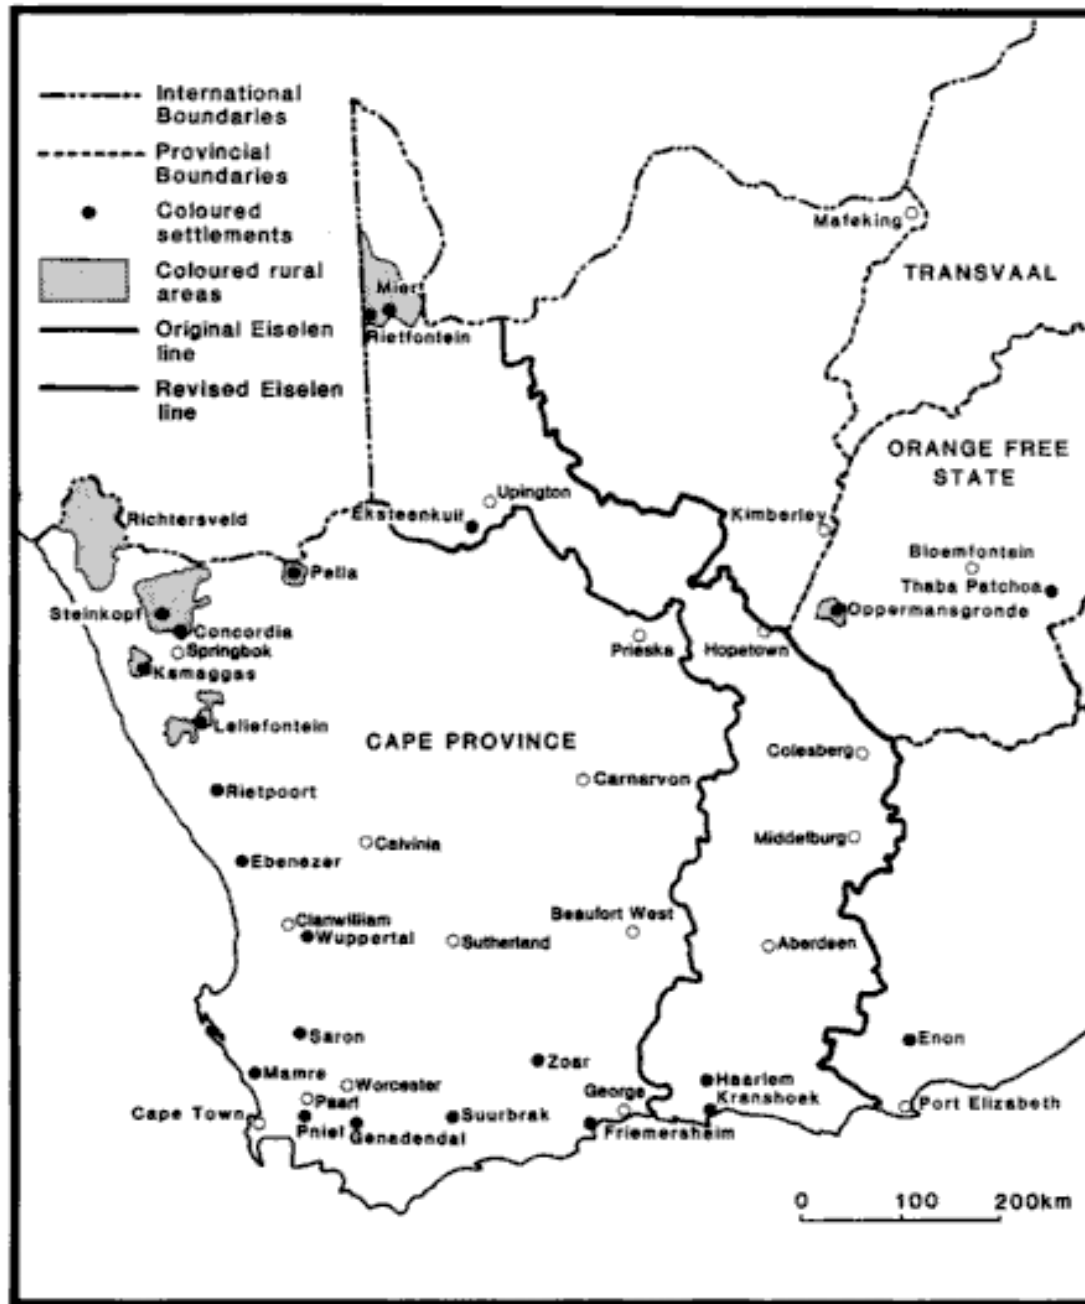 International
Boundaries
Provincial
Boundaries
Coloured
settlements
Coloured rural
areas
Original Eiselen
line
Revised Eiselen
line
Mafeking
TRANSVAAL
Mier
Rietfontein
ORANGE FREE
STATE
Upington
Eksteenkuil
Kimberley
Richtersveld
Bloemfontein
Pella
Thaba Patchoa
Steinkopf
Oppermansgronde
Concordia
Springbok
Prieska
Hopetown
Kamaggas
Leliefontein
CAPE PROVINCE
Colesberg
Carnarvon
Rietpoort
Calvinia
Middelburg
Ebenezer
Clanwilliam
Beaufort West
Wuppertal
Sutherland
Aberdeen
Saron
Enon
Zoar
Mamre
Worcester
George
Haarlem
Kranshoek
Paarl
Cape Town
Port Elizabeth
Pniel
Genadendal
Suurbrak
Friemersheim
0 100 200km